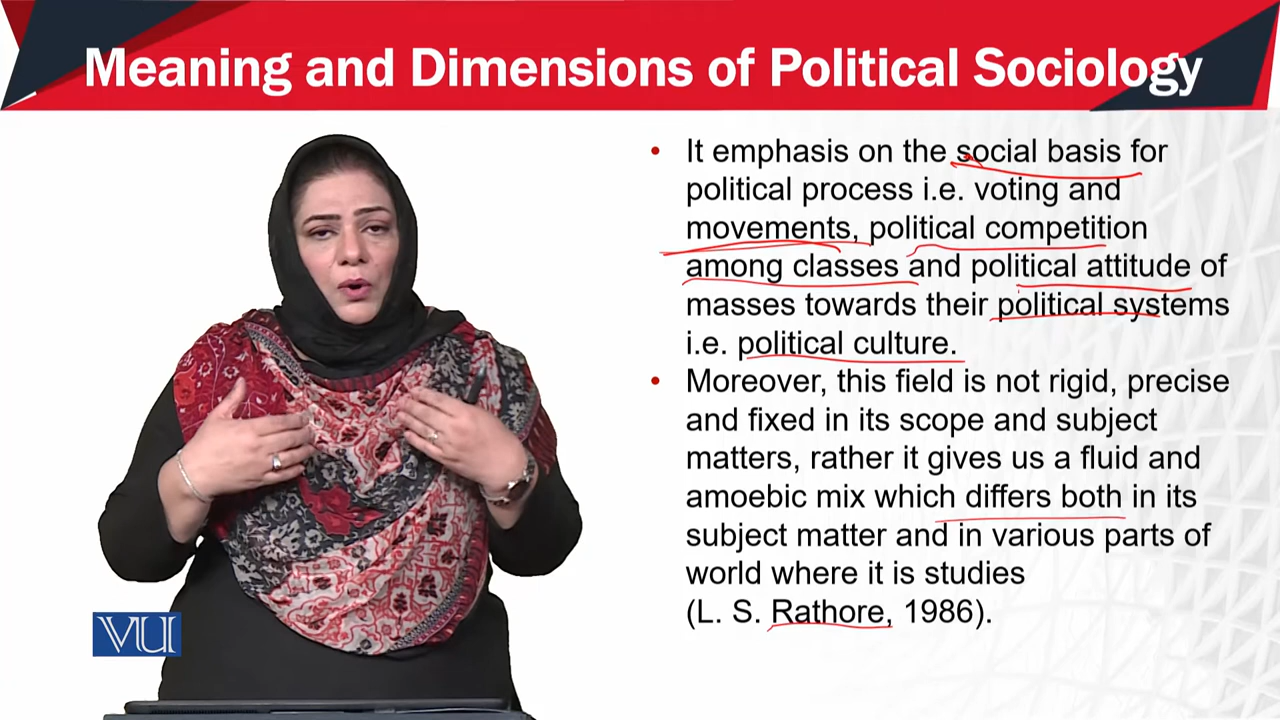 Meaning and Dimensions of Political Sociology
• It emphasis on the social basis for
political process i.e. voting and
movements, political competition
among classes and political attitude of
masses towards their political systems
i.e. political culture.
• Moreover, this field is not rigid, precise
and fixed in its scope and subject
matters, rather it gives us a fluid and
amoebic mix which differs both in its
subject matter and in various parts of
world where it is studies
(L. S. Rathore, 1986).
VU